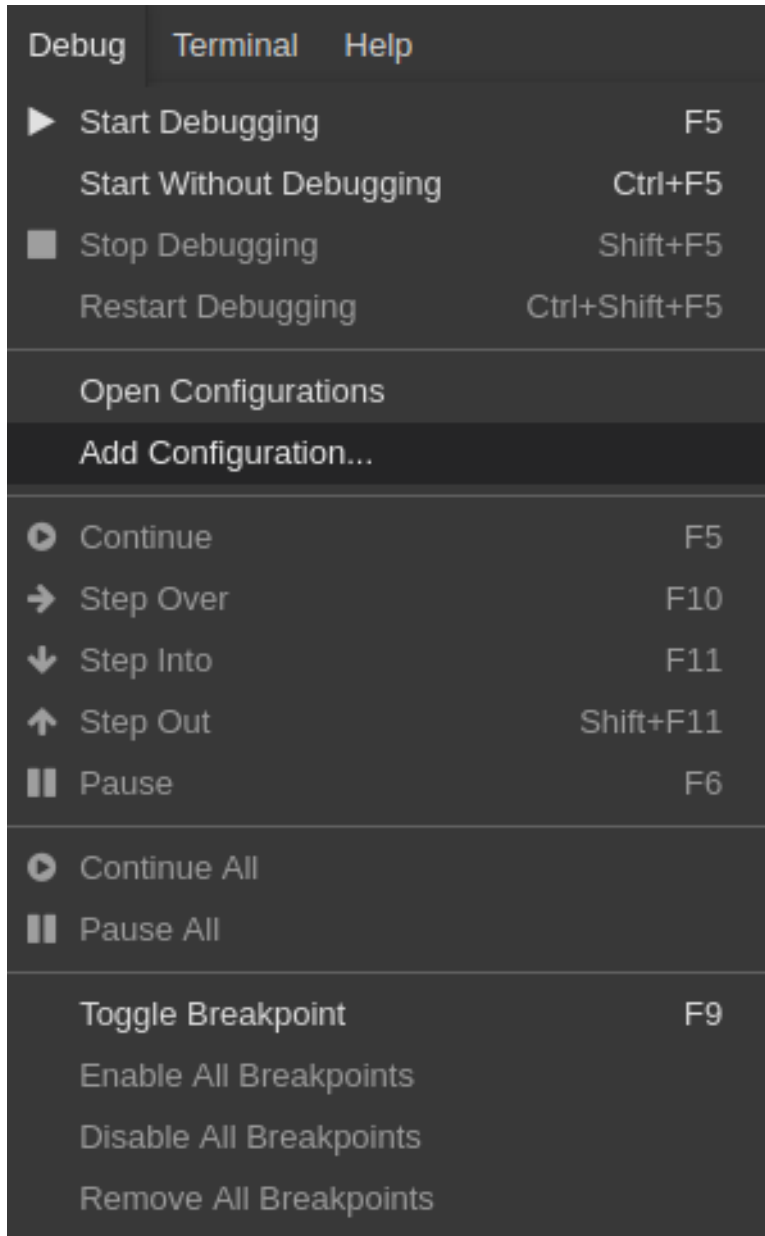 Debug Terminal Help
Start Debugging F5
Start Without Debugging Ctrl+F5
Stop Debugging Shift+F5
Restart Debugging Ctrl+Shift+F5
Open Configurations
Add Configuration...
Continue F5
Step Over F10
Step Into F11
Step Out Shift+F11
Pause F6
Continue All
Pause All
Toggle Breakpoint F9
Enable All Breakpoints
Disable All Breakpoints
Remove All Breakpoints